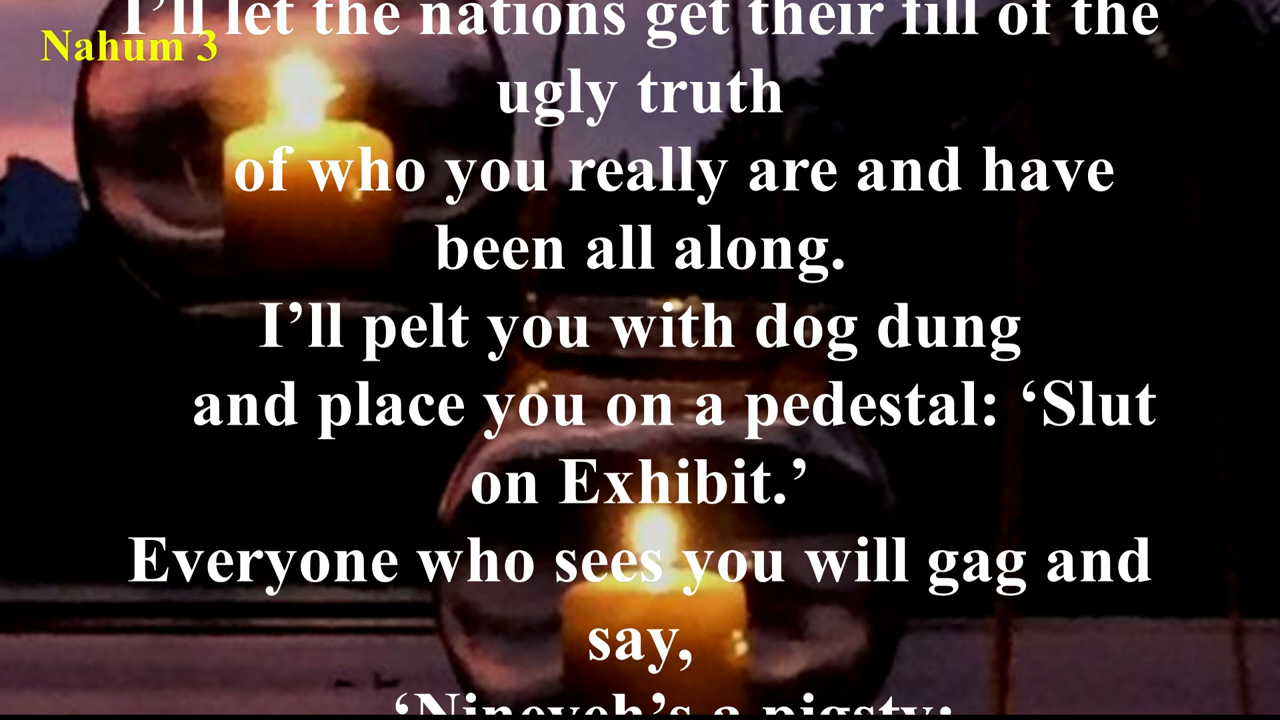 I’ll let the nations get their fill of the
Nahum 3
ugly truth
of who you really are and have
been all along.
I’ll pelt you with dog dung
and place you on a pedestal: ‘Slut
on Exhibit.’
Everyone who sees you will gag and
say,
‘Nineveh’s a pigsty: